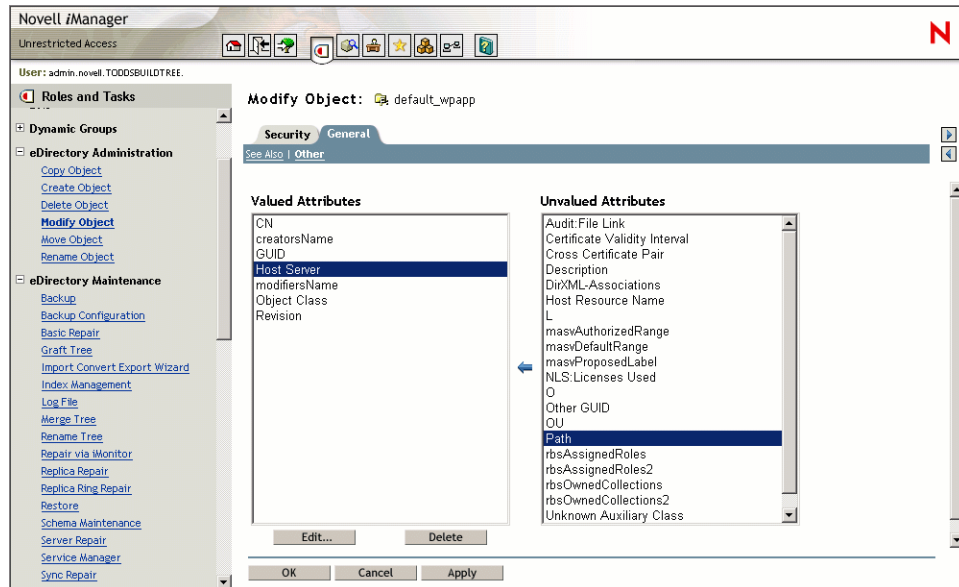 Novell iManager
Unrestricted Access
N
User: admin.novell.TODDSBUILDTREE.
Roles and Tasks
Dynamic Groups
eDirectory Administration
Copy Object
Create Object
Delete Object
Modify Object
Move Object
Rename Object
eDirectory Maintenance
Backup
Backup Configuration
Basic Repair
Graft Tree
Import Convert Export Wizard
Index Management
Log File
Merge Tree
Rename Tree
Repair via iMonitor
Replica Repair
Replica Ring Repair
Restore
Schema Maintenance
Server Repair
Service Manager
Sync Repair
Modify Object: default_wpapp
Security General
See Also | Other
Valued Attributes
CN
creatorsName
GUID
Host Server
modifiersName
Object Class
Revision
Edit... Delete
Unvalued Attributes
Audit:File Link
Certificate Validity Interval
Cross Certificate Pair
Description
DirXML-Associations
Host Resource Name
L
masvAuthorizedRange
masvDefaultRange
masvProposedLabel
NLS:Licenses Used
O
Other GUID
OU
Path
rbsAssignedRoles
rbsAssignedRoles2
rbsOwnedCollections
rbsOwnedCollections2
Unknown Auxiliary Class
OK Cancel Apply